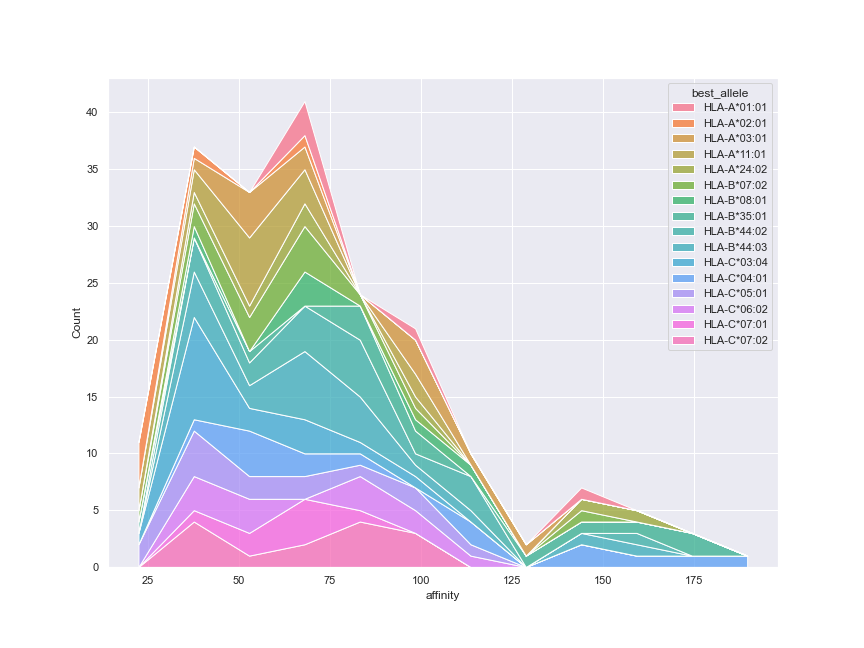 best_allele
HLA-A*01:01
HLA-A*02:01
HLA-A*03:01
HLA-A*11:01
HLA-A*24:02
HLA-B*07:02
HLA-B*08:01
HLA-B*35:01
HLA-B*44:02
HLA-B*44:03
HLA-C*03:04
HLA-C*04:01
HLA-C*05:01
HLA-C*06:02
HLA-C*07:01
HLA-C*07:02
40
35
30
25
20
15
10
5
0
Count
25 50 75 100 125 150 175
affinity